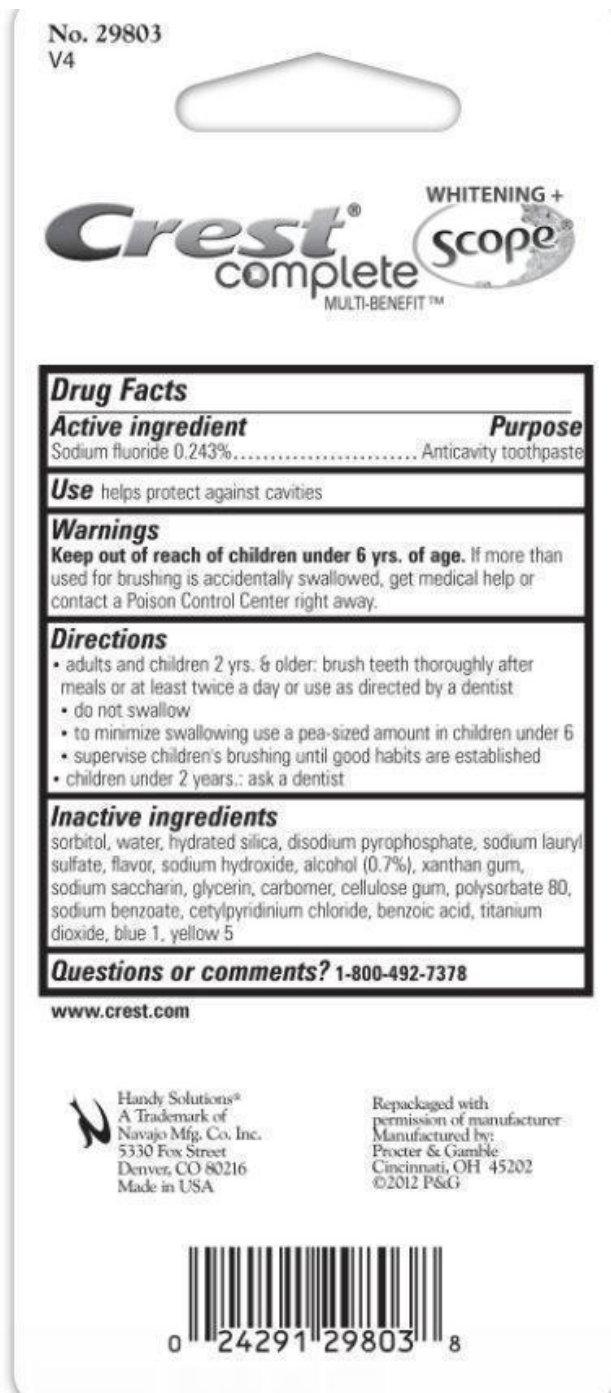 No. 29803
V4
WHITENING +
Crest® scope®
complete
MULTI-BENEFIT™
Drug Facts
Active ingredient Purpose
Sodium fluoride 0.243%......................... Anticavity toothpaste
Use helps protect against cavities
Warnings
Keep out of reach of children under 6 yrs. of age. If more than
used for brushing is accidentally swallowed, get medical help or
contact a Poison Control Center right away.
Directions
• adults and children 2 yrs. & older: brush teeth thoroughly after
meals or at least twice a day or use as directed by a dentist
• do not swallow
• to minimize swallowing use a pea-sized amount in children under 6
• supervise children's brushing until good habits are established
• children under 2 years.: ask a dentist
Inactive ingredients
sorbitol, water, hydrated silica, disodium pyrophosphate, sodium lauryl
sulfate, flavor, sodium hydroxide, alcohol (0.7%), xanthan gum,
sodium saccharin, glycerin, carbomer, cellulose gum, polysorbate 80,
sodium benzoate, cetylpyridinium chloride, benzoic acid, titanium
dioxide, blue 1, yellow 5
Questions or comments? 1-800-492-7378
www.crest.com
Handy Solutions®
A Trademark of
Navajo Mfg. Co. Inc.
5330 Fox Street
Denver, CO 80216
Made in USA
Repackaged with
permission of manufacturer
Manufactured by:
Procter & Gamble
Cincinnati, OH 45202
©2012 P&G
0 24291 29803 8